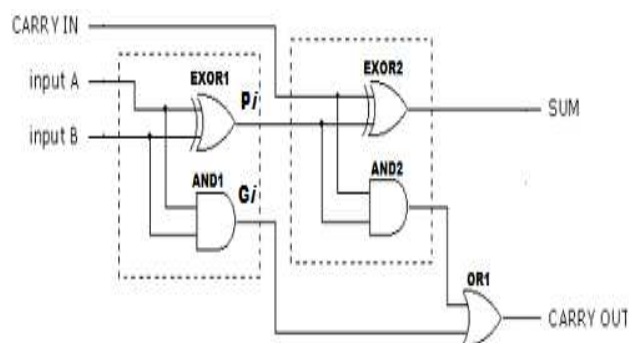 CARRY IN
EXOR1
EXOR2
input A
Pi
SUM
input B
AND1
AND2
Gi
OR1
CARRY OUT